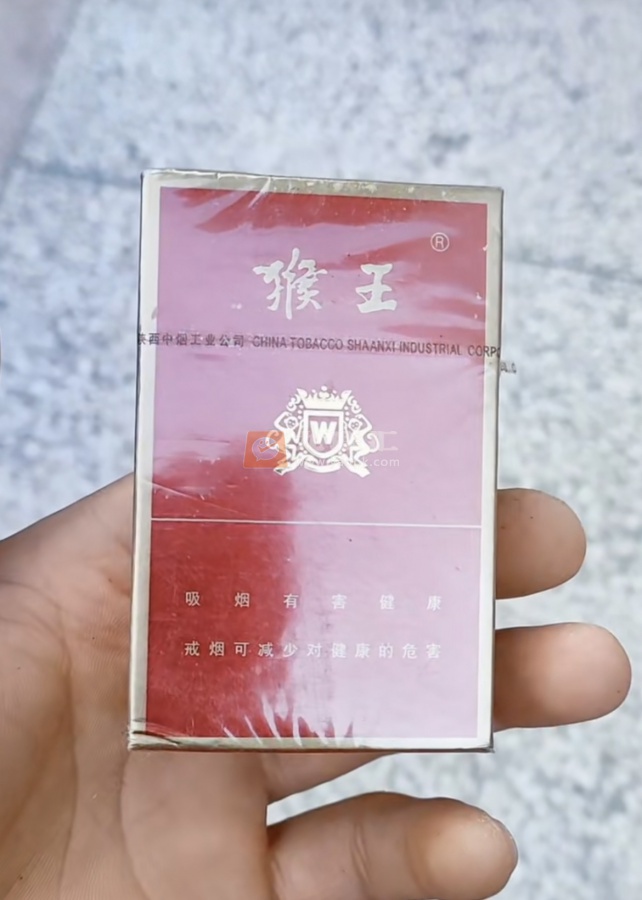 猴王
®
陕西中烟工业公司 CHINA TOBACCO SHAANXI INDUSTRIAL CORP
W
吸烟有害健康
戒烟可减少对健康的危害